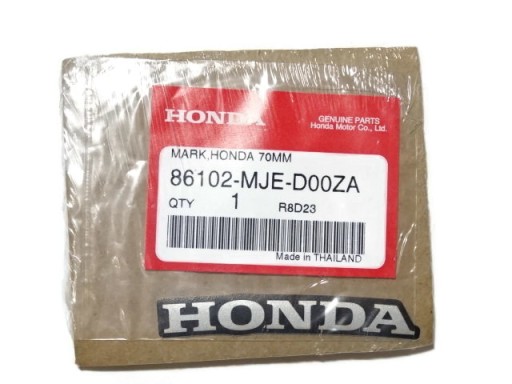 HONDA
GENUINE PARTS
Honda Motor Co., Ltd.
MARK,HONDA 70MM
86102-MJE-D00ZA
QTY 1 R8D23
Made in THAILAND
HONDA